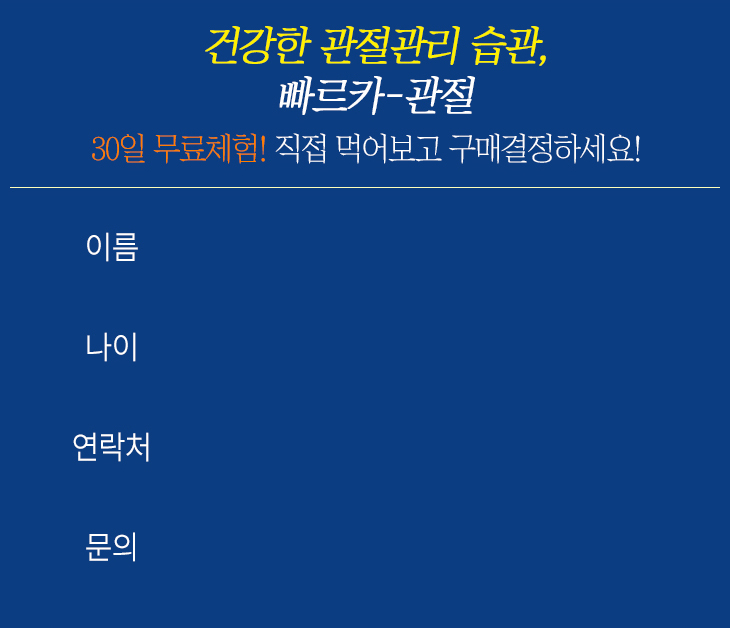 건강한 관절관리 습관,
빠르카-관절
30일 무료체험! 직접 먹어보고 구매결정하세요!
이름
나이
연락처
문의